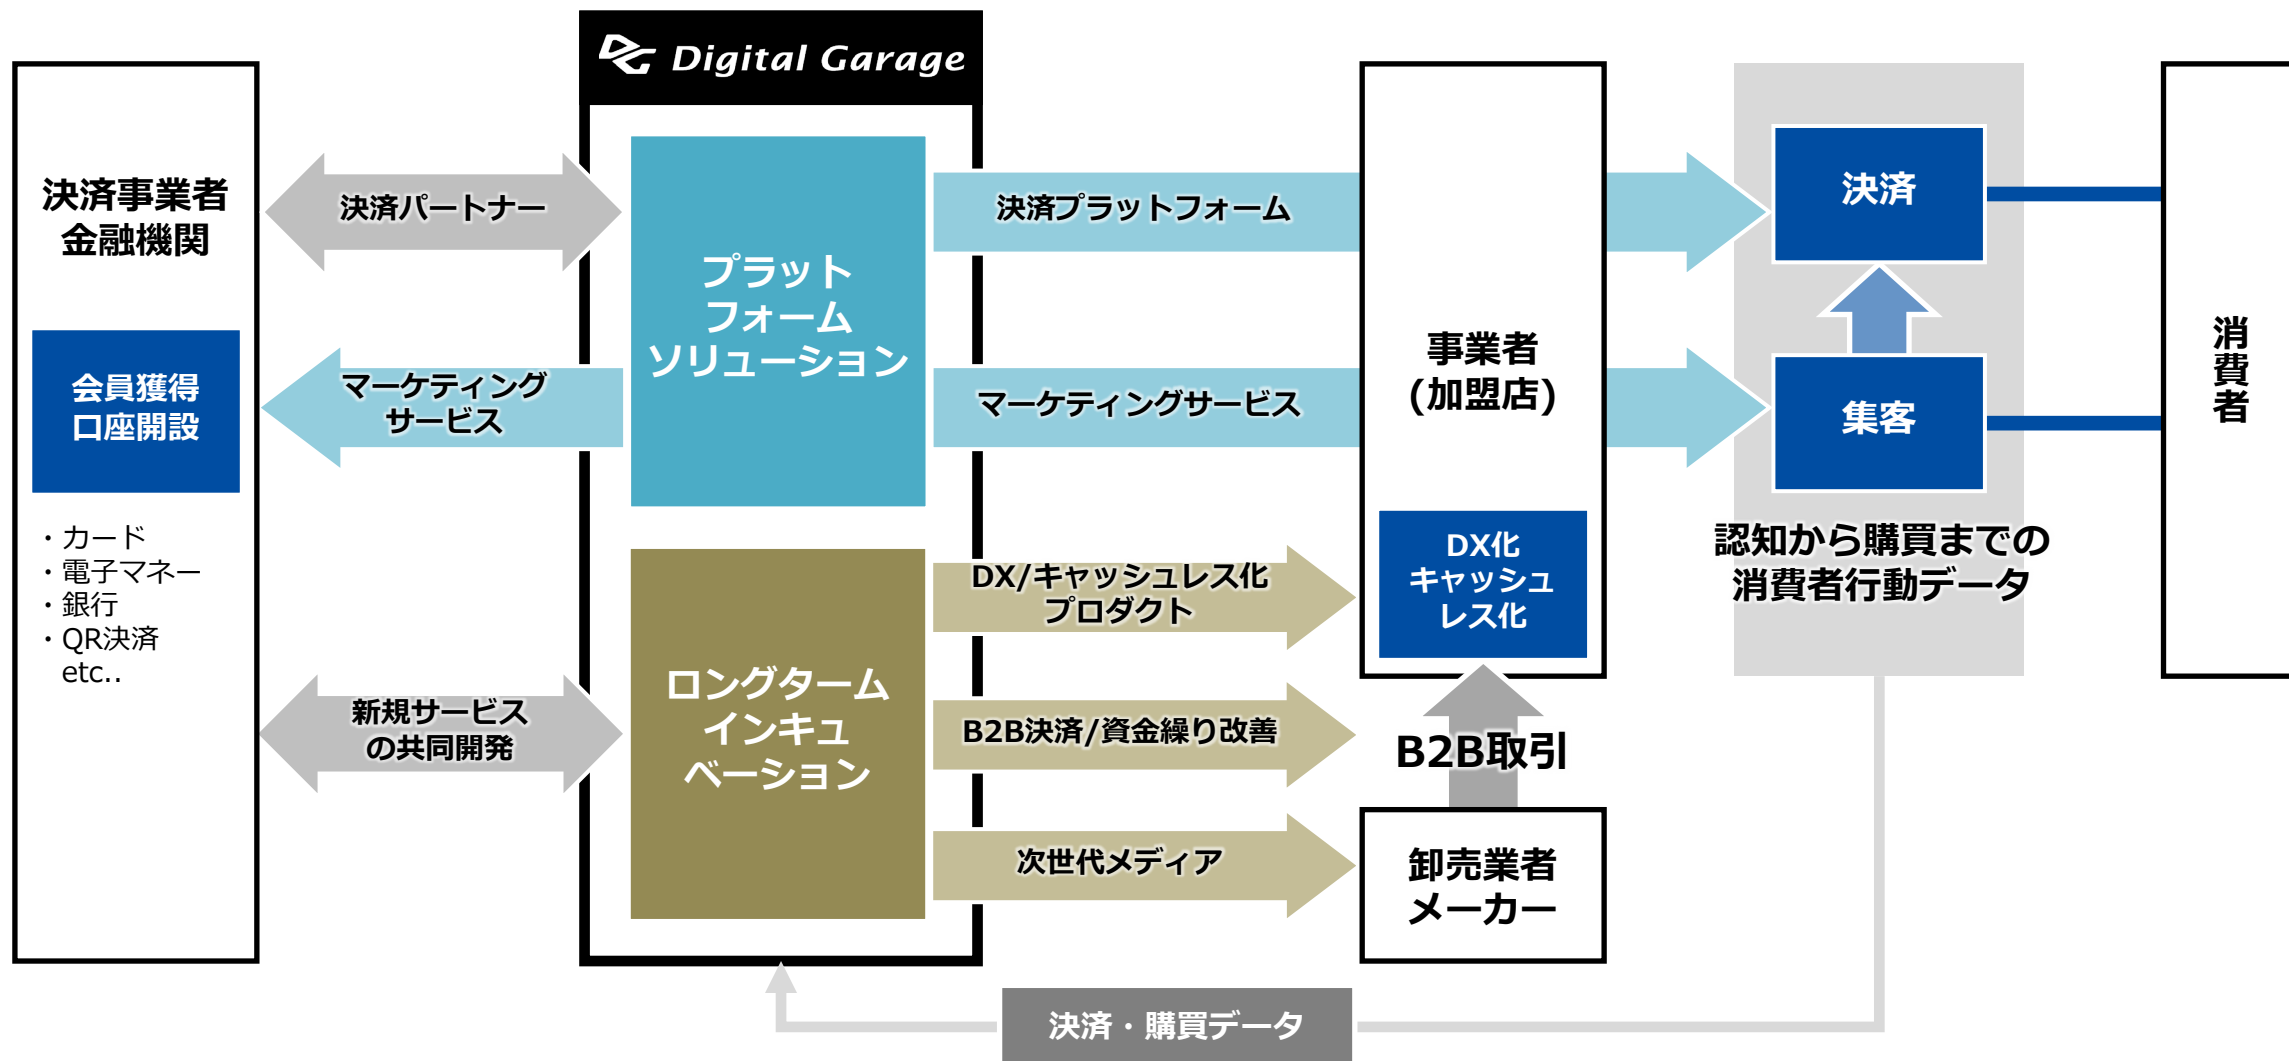 Digital Garage
決済事業者
金融機関
会員獲得
口座開設
・カード
・電子マネー
・銀行
・QR決済
etc..
決済パートナー
マーケティング
サービス
新規サービス
の共同開発
プラット
フォーム
ソリューション
ロングターム
インキュ
ベーション
決済プラットフォーム
マーケティングサービス
DX/キャッシュレス化
プロダクト
B2B決済/資金繰り改善
次世代メディア
事業者
(加盟店)
DX化
キャッシュ
レス化
B2B取引
卸売業者
メーカー
決済
集客
認知から購買までの
消費者行動データ
消費者
決済・購買データ